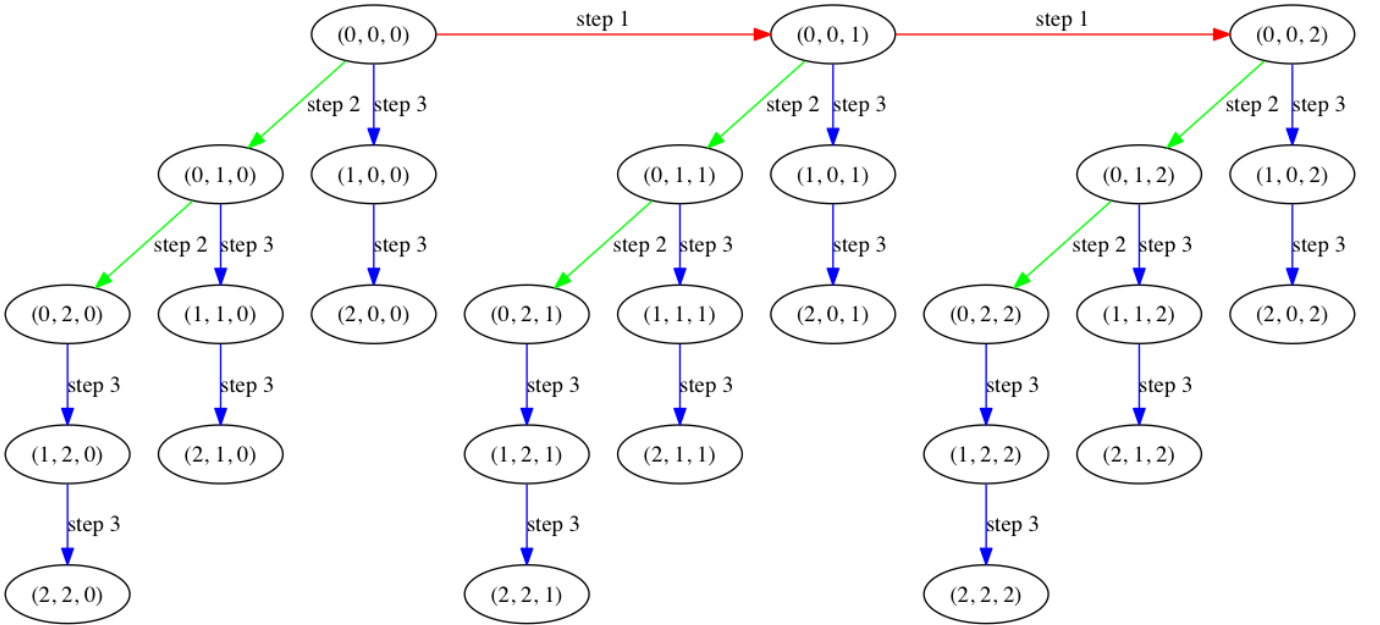 (0, 0, 0) step 1 (0, 0, 1) step 1 (0, 0, 2)
step 2 step 3 step 2 step 3 step 2 step 3
(0, 1, 0) (1, 0, 0) (0, 1, 1) (1, 0, 1) (0, 1, 2) (1, 0, 2)
step 2 step 3 step 3 step 2 step 3 step 3 step 2 step 3 step 3
(0, 2, 0) (1, 1, 0) (2, 0, 0) (0, 2, 1) (1, 1, 1) (2, 0, 1) (0, 2, 2) (1, 1, 2) (2, 0, 2)
step 3 step 3 step 3 step 3 step 3 step 3
(1, 2, 0) (2, 1, 0) (1, 2, 1) (2, 1, 1) (1, 2, 2) (2, 1, 2)
step 3 step 3 step 3
(2, 2, 0) (2, 2, 1) (2, 2, 2)